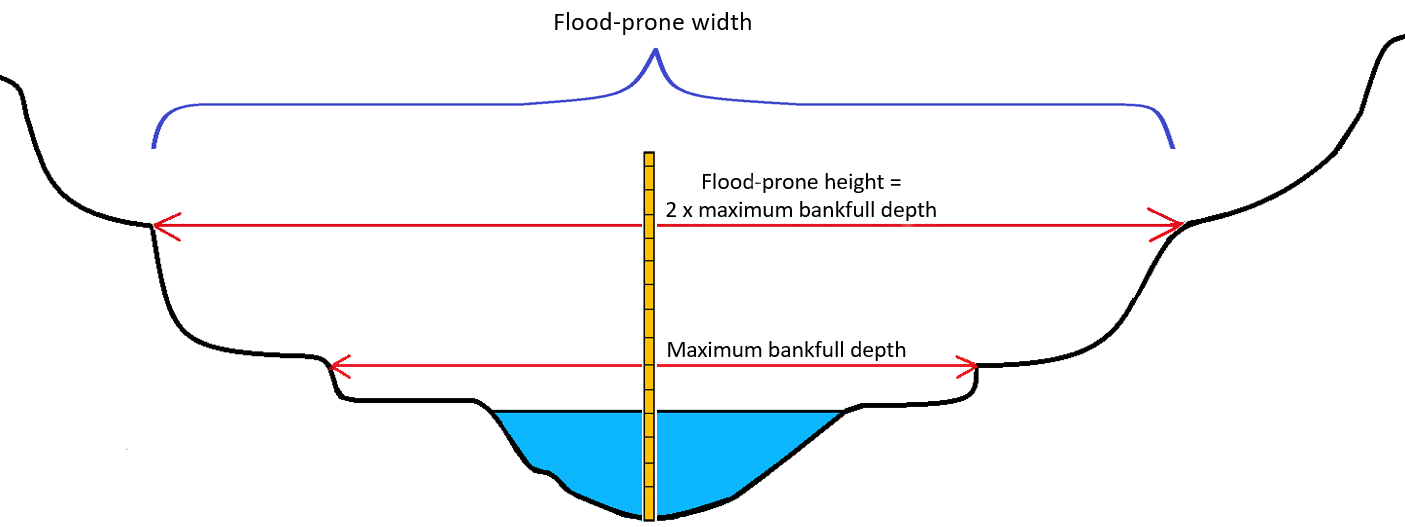 Flood-prone width
Flood-prone height =
2 x maximum bankfull depth
Maximum bankfull depth